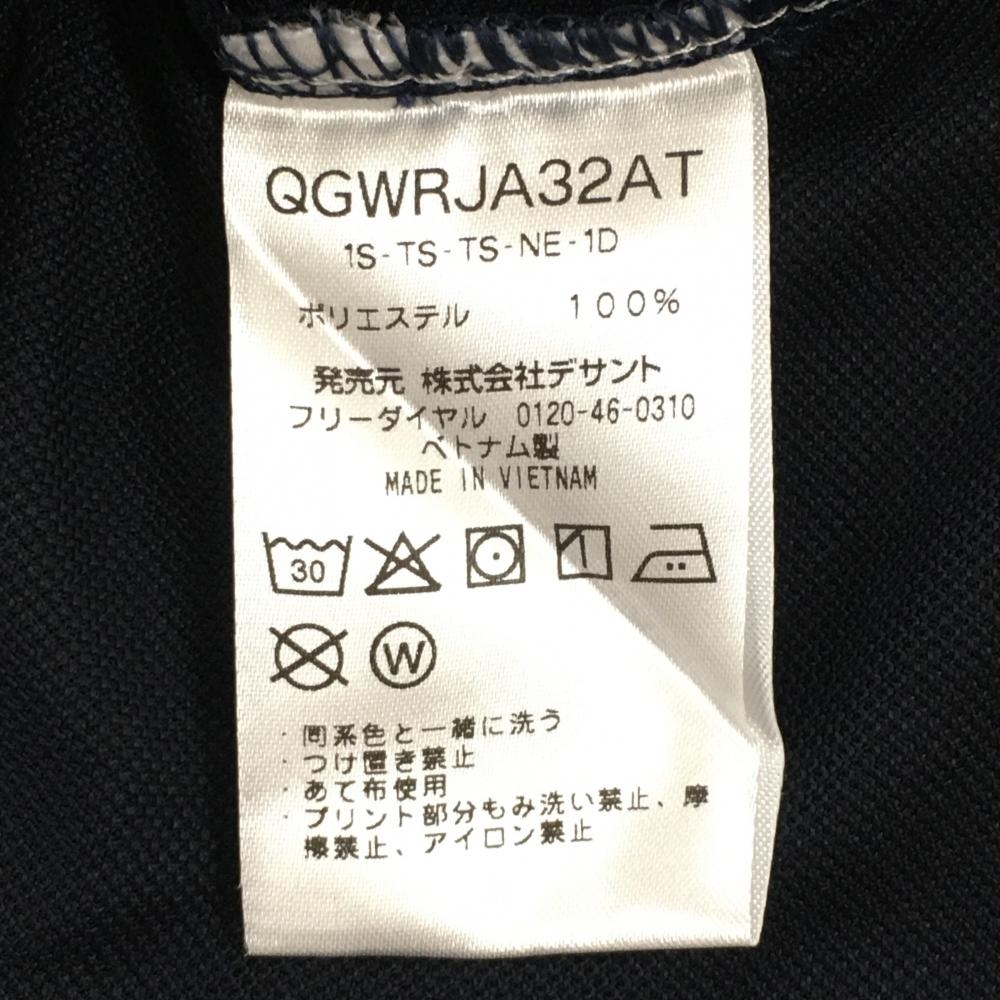 QGWRJA32AT
1S-TS-TS-NE-1D
ポリエステル 100%
発売元 株式会社デサント
フリーダイヤル 0120-46-0310
ベトナム製
MADE IN VIETNAM
30
W
・同系色と一緒に洗う
・つけ置き禁止
・あて布使用
・プリント部分もみ洗い禁止、摩
擦禁止、アイロン禁止